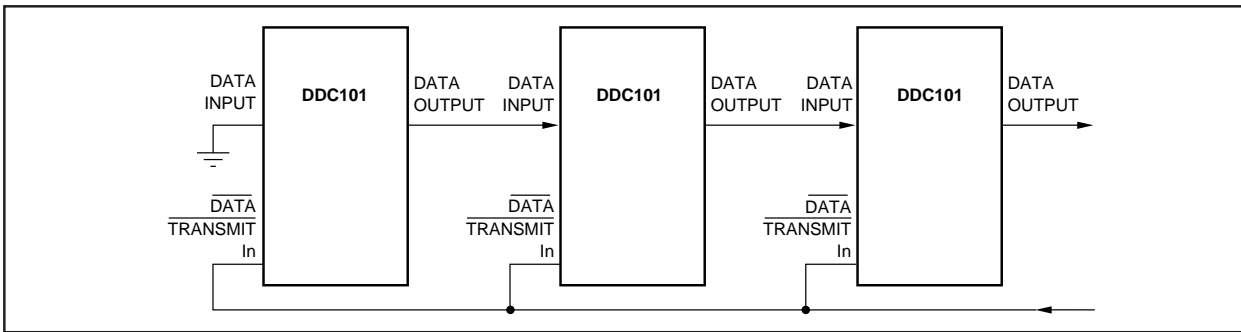 DATA
INPUT
DDC101
DATA
OUTPUT
DATA
INPUT
DDC101
DATA
OUTPUT
DATA
INPUT
DDC101
DATA
OUTPUT
DATA
TRANSMIT
In
DATA
TRANSMIT
In
DATA
TRANSMIT
In